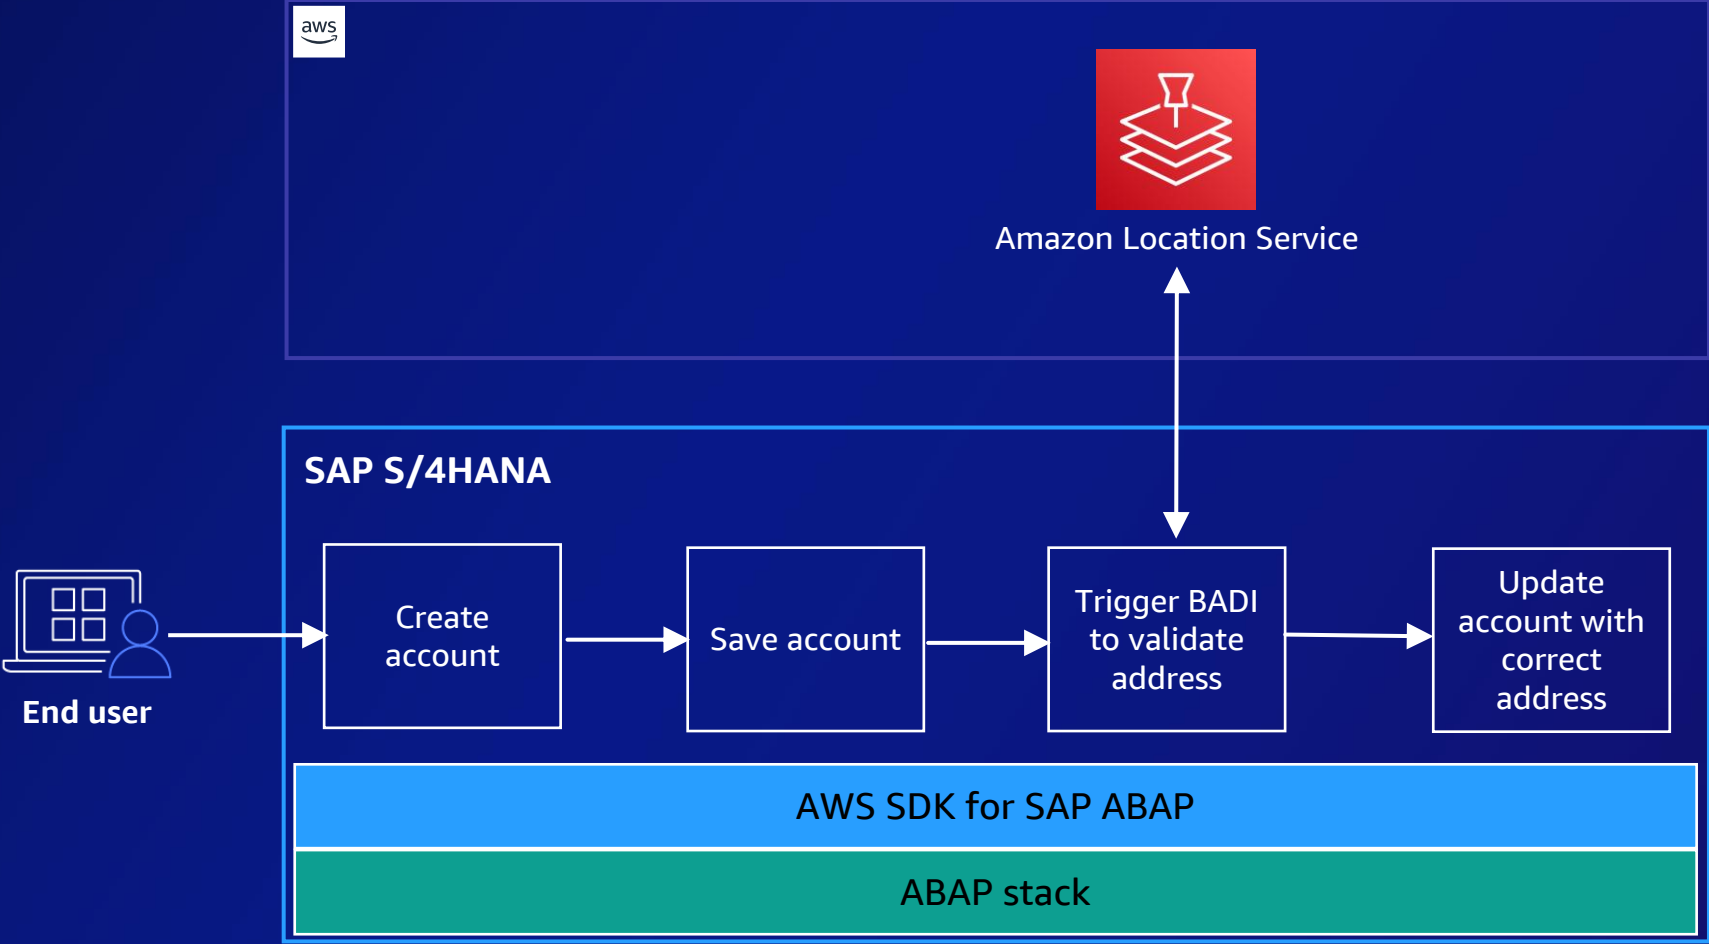 aws
Amazon Location Service
SAP S/4HANA
Create
account
Save account
Trigger BADI
to validate
address
Update
account with
correct
address
End user
AWS SDK for SAP ABAP
ABAP stack